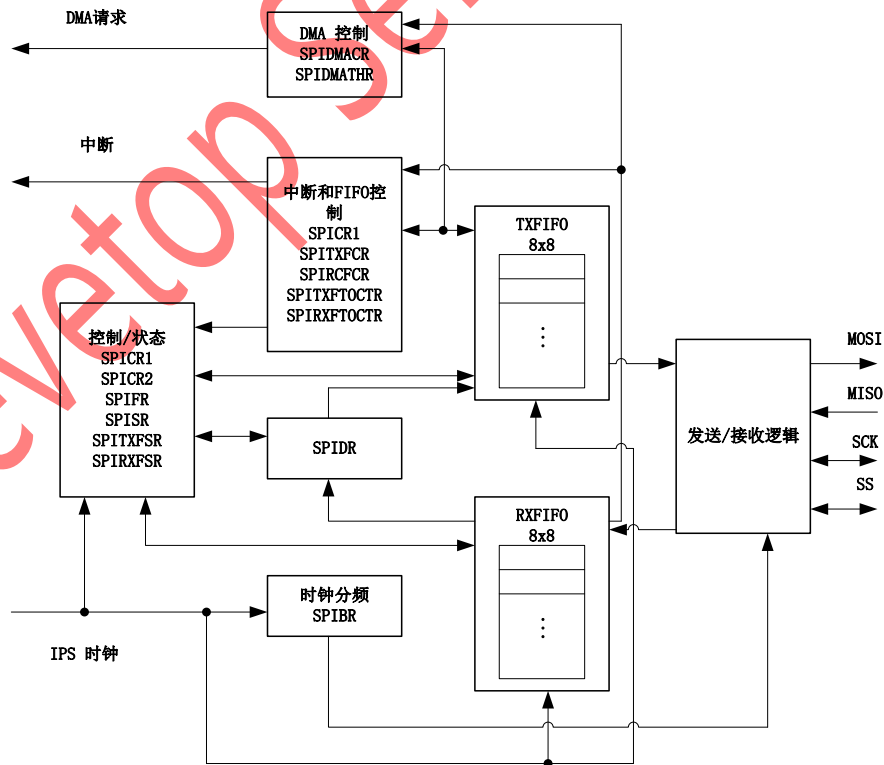 DMA请求
DMA 控制
SPIDMACR
SPIDMATHR
中断
中断和FIFO控
制
SPICR1
SPITXFCR
SPIRCFCR
SPITXFTOCTR
SPIRXFTOCTR
TXFIFO
8x8
控制/状态
SPICR1
SPICR2
SPIFR
SPISR
SPITXFSR
SPIRXFSR
SPIDR
发送/接收逻辑
MOSI
MISO
SCK
SS
RXFIFO
8x8
时钟分频
SPIBR
IPS 时钟